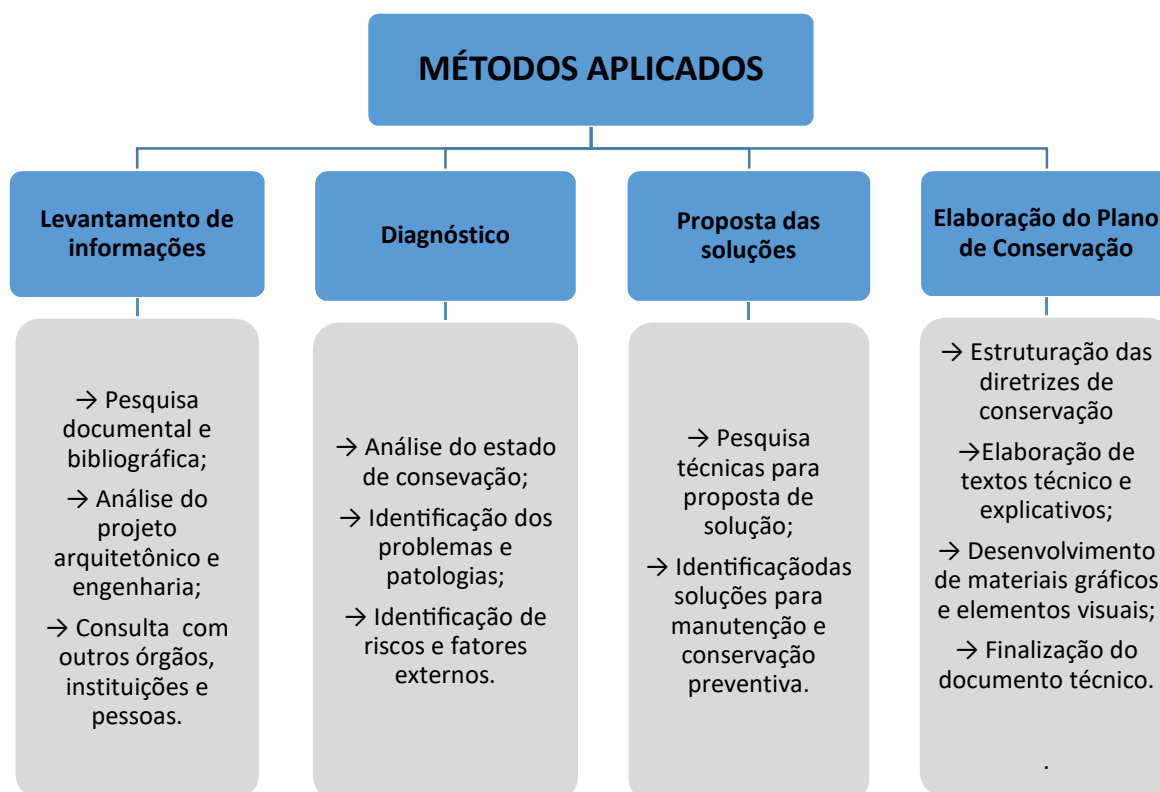 MÉTODOS APLICADOS
Levantamento de
informações
→ Pesquisa
documental e
bibliográfica;
→ Análise do
projeto
arquitetônico e
engenharia;
→ Consulta  com
outros órgãos,
instituições e
pessoas.
Diagnóstico
→ Análise do estado
de consevação;
→ Identificação dos
problemas e
patologias;
→ Identificação de
riscos e fatores
externos.
Proposta das
soluções
→ Pesquisa
técnicas para
proposta de
solução;
→ Identificaçãodas
soluções para
manutenção e
conservação
preventiva.
Elaboração do Plano
de Conservação
→ Estruturação das
diretrizes de
conservação
→Elaboração de
textos técnico e
explicativos;
→ Desenvolvimento
de materiais gráficos
e elementos visuais;
→ Finalização do
documento técnico.
.